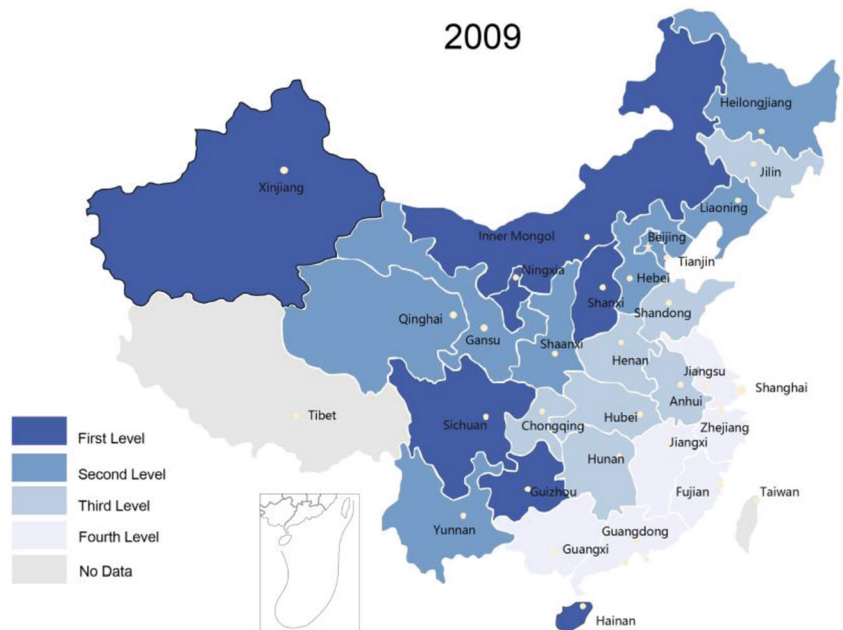 2009
Heilongjiang
Jilin
Xinjiang
Liaoning
Inner Mongol
Beijing
Tianjin
Ningxia
Hebei
Shanxi
Shandong
Qinghai
Gansu
Shaanxi
Henan
Jiangsu
Shanghai
Anhui
Tibet
Sichuan
Chongqing
Hubei
Zhejiang
Jiangxi
Hunan
Guizhou
Fujian
Taiwan
Yunnan
Guangdong
Guangxi
Hainan
First Level
Second Level
Third Level
Fourth Level
No Data